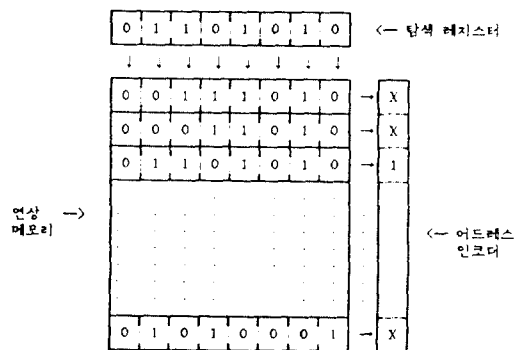 0 1 1 0 1 0 1 0 <— 탐색 레지스터
↓ ↓ ↓ ↓ ↓ ↓ ↓ ↓
0 0 1 1 1 0 1 0 → X
0 0 0 1 1 0 1 0 → X
0 1 1 0 1 0 1 0 → 1
연상 —>
메모리
<— 어드레스
인코더
0 1 0 1 0 0 0 1 → X